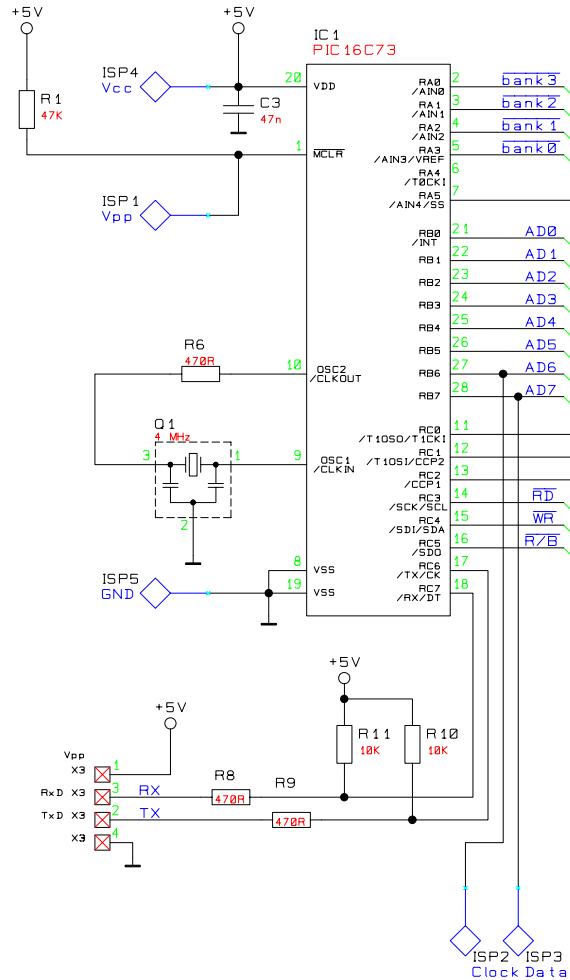 +5V
+5V
IC1
PIC16C73
ISP4
Vcc
20
VDD
RA0
/AIN0
2
bank3
R1
47K
C3
47n
RA1
/AIN1
3
bank2
RA2
/AIN2
4
bank1
1
MCLR
RA3
/AIN3/VREF
5
bank0
RA4
/T0CKI
6
ISP1
Vpp
RA5
/AIN4/SS
7
RB0
/INT
21
AD0
RB1
22
AD1
RB2
23
AD2
RB3
24
AD3
RB4
25
AD4
R6
470R
RB5
26
AD5
10
OSC2
/CLKOUT
RB6
27
AD6
RB7
28
AD7
Q1
4 MHz
3
1
2
RC0
/T1OSO/T1CKI
11
9
OSC1
/CLKIN
RC1
/T1OSI/CCP2
12
RC2
/CCP1
13
RC3
/SCK/SCL
14
RD
RC4
/SDI/SDA
15
WR
RC5
/SDO
16
R/B
8
VSS
RC6
/TX/CK
17
ISP5
GND
19
VSS
RC7
/RX/DT
18
+5V
+5V
R11
10K
R10
10K
Vpp
X3
1
R8
470R
R9
470R
RxD X3
3
RX
TxD X3
2
TX
X3
4
ISP2
Clock
ISP3
Data